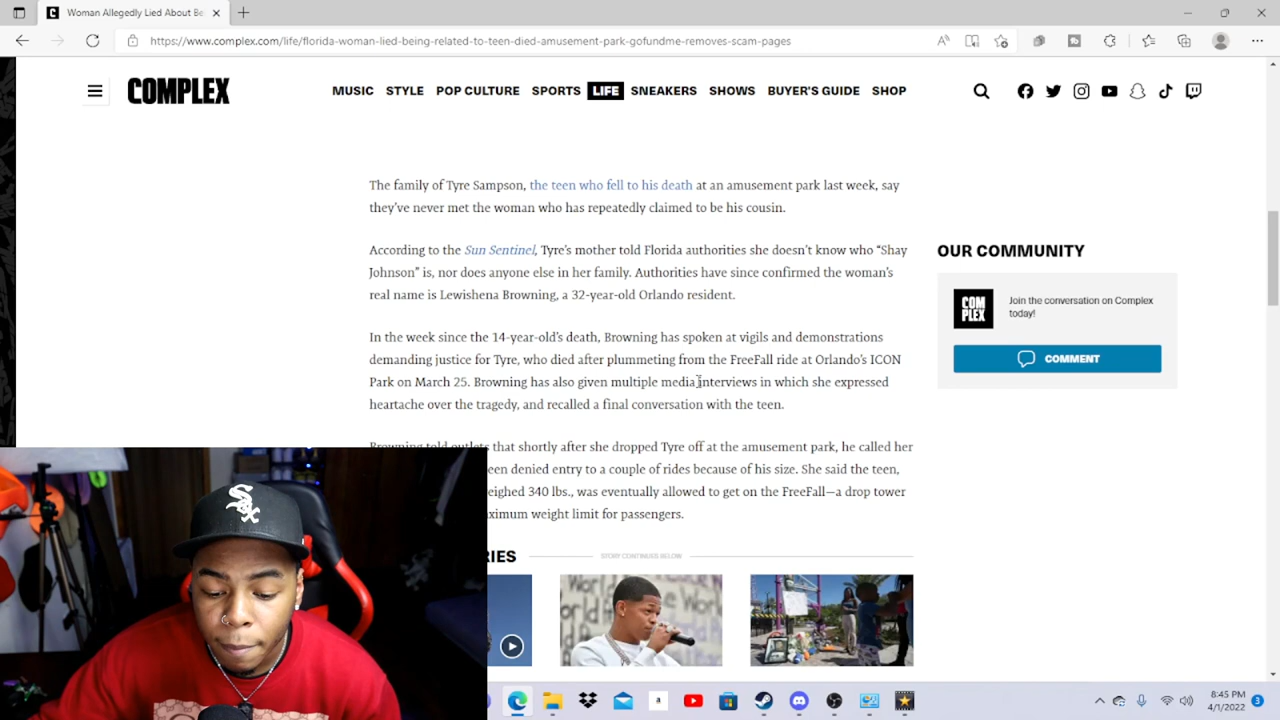 Woman Allegedly Lied About Be
https://www.complex.com/life/florida-woman-lied-being-related-to-teen-died-amusement-park-gofundme-removes-scam-pages
COMPLEX
MUSIC STYLE POP CULTURE SPORTS LIFE SNEAKERS SHOWS BUYER'S GUIDE SHOP
The family of Tyre Sampson, the teen who fell to his death at an amusement park last week, say
they've never met the woman who has repeatedly claimed to be his cousin.
According to the Sun Sentinel, Tyre's mother told Florida authorities she doesn't know who “Shay
Johnson” is, nor does anyone else in her family. Authorities have since confirmed the woman's
real name is Lewishena Browning, a 32-year-old Orlando resident.
In the week since the 14-year-old's death, Browning has spoken at vigils and demonstrations
demanding justice for Tyre, who died after plummeting from the FreeFall ride at Orlando's ICON
Park on March 25. Browning has also given multiple media interviews in which she expressed
heartache over the tragedy, and recalled a final conversation with the teen.
Browning told outlets that shortly after she dropped Tyre off at the amusement park, he called her
een denied entry to a couple of rides because of his size. She said the teen,
eighed 340 lbs., was eventually allowed to get on the FreeFall—a drop tower
aximum weight limit for passengers.
RIES
STORY CONTINUES BELOW
OUR COMMUNITY
COM
PLEX
Join the conversation on Complex
today!
COMMENT
Sox
8:45 PM
4/1/2022
3